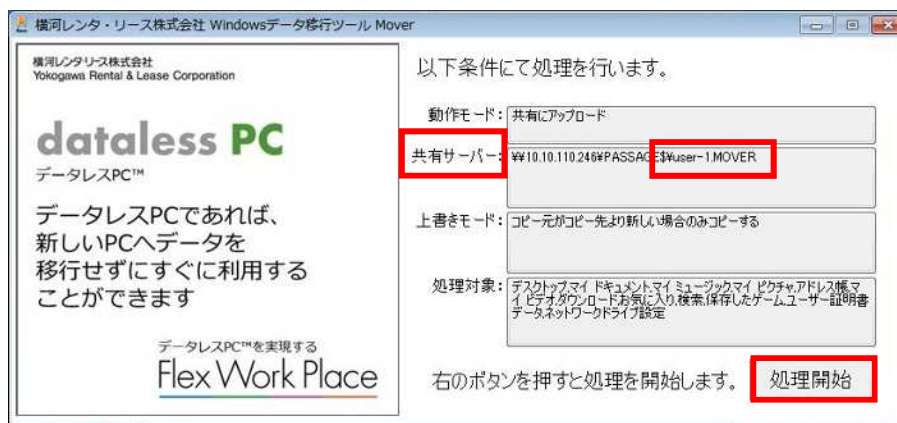 横河レンタ・リース株式会社 Windowsデータ移行ツール Mover
横河レンタ・リース株式会社
Yokogawa Rental & Lease Corporation
dataless PC
データレスPC™
データレスPCであれば、
新しいPCへデータを
移行せずにすぐに利用する
ことができます
データレスPC™を実現する
Flex Work Place
以下条件にて処理を行います。
動作モード: 共有にアップロード
共有サーバー: ¥¥10.10.110.246¥PASSAGE$¥user-1.MOVER
上書きモード: コピー元がコピー先より新しい場合のみコピーする
処理対象: デスクトップ,マイ ドキュメント,マイ ミュージック,マイ ピクチャ,アドレス帳,マ
イ ビデオ,ダウンロード,お気に入り,検索,保存したゲーム,ユーザー証明書
データ,ネットワークドライブ設定
右のボタンを押すと処理を開始します。 処理開始